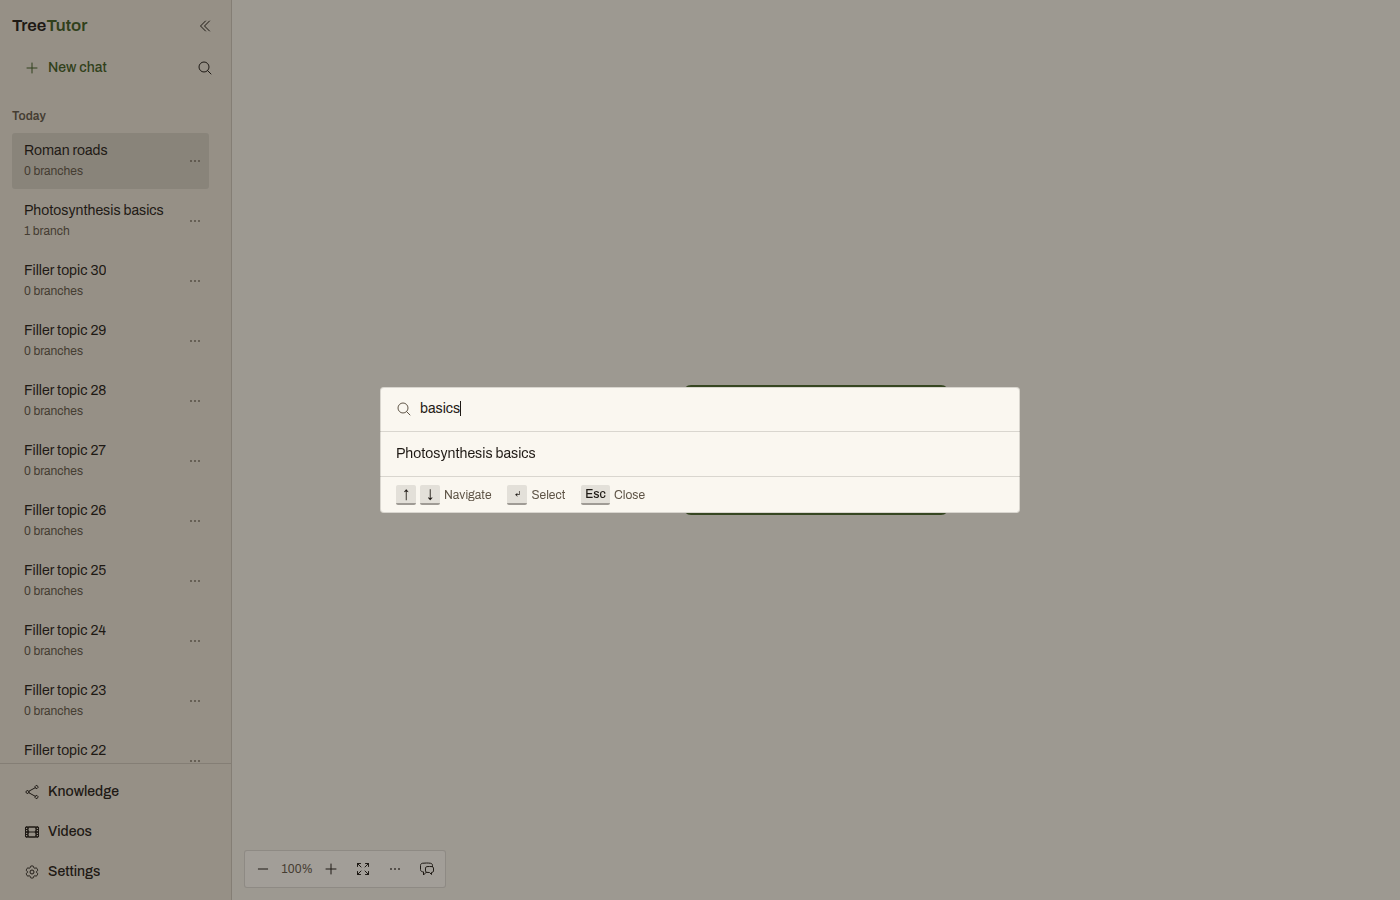 TreeTutor
New chat
Today
Roman roads
0 branches
Photosynthesis basics
1 branch
Filler topic 30
0 branches
Filler topic 29
0 branches
Filler topic 28
0 branches
Filler topic 27
0 branches
Filler topic 26
0 branches
Filler topic 25
0 branches
Filler topic 24
0 branches
Filler topic 23
0 branches
Filler topic 22
Knowledge
Videos
Settings
basics
Photosynthesis basics
↑ ↓ Navigate ↵ Select Esc Close
100%